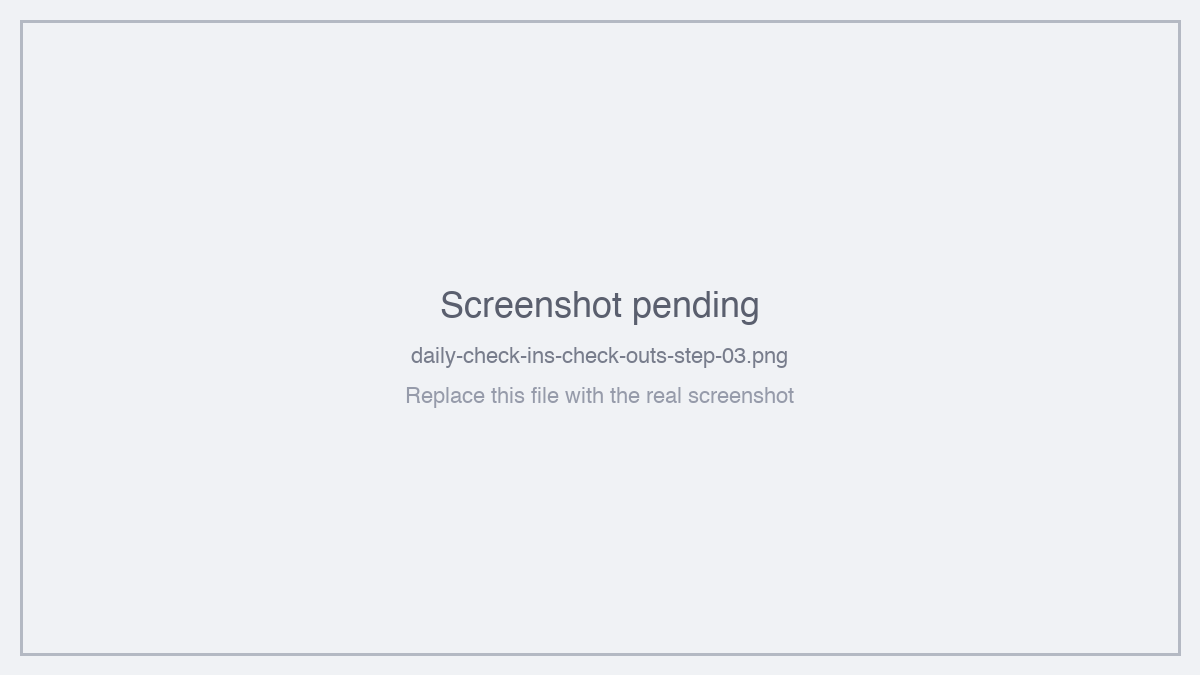 Screenshot pending
daily-check-ins-check-outs-step-03.png
Replace this file with the real screenshot